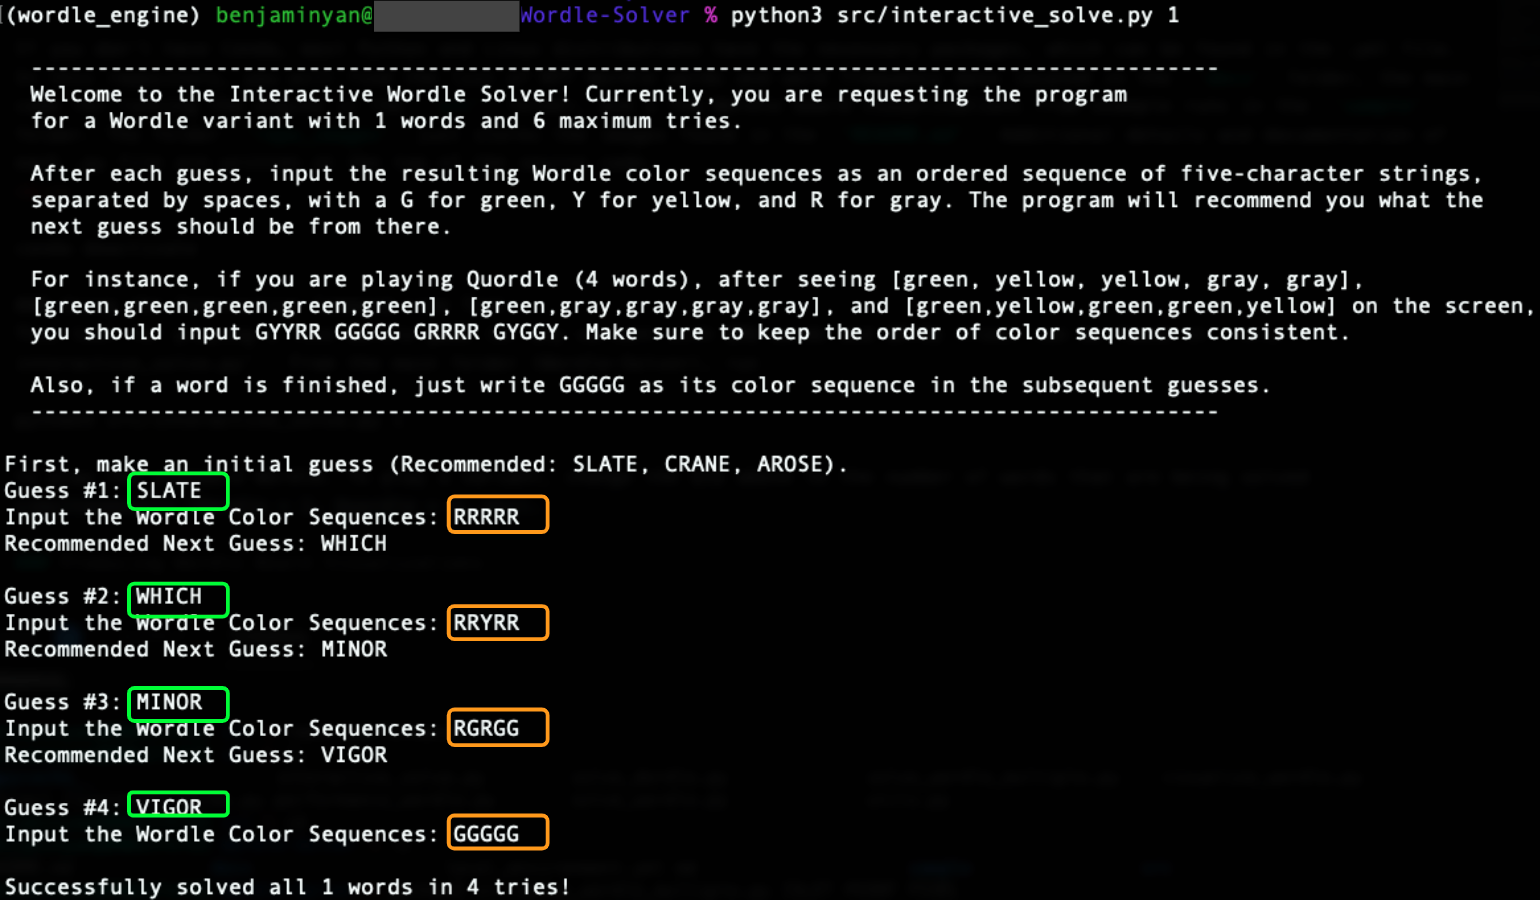 (wordle_engine) benjaminyan@ Wordle-Solver % python3 src/interactive_solve.py 1
------------------------------------------------------------------------------------------
Welcome to the Interactive Wordle Solver! Currently, you are requesting the program
for a Wordle variant with 1 words and 6 maximum tries.
After each guess, input the resulting Wordle color sequences as an ordered sequence of five-character strings,
separated by spaces, with a G for green, Y for yellow, and R for gray. The program will recommend you what the
next guess should be from there.
For instance, if you are playing Quordle (4 words), after seeing [green, yellow, yellow, gray, gray],
[green,green,green,green,green], [green,gray,gray,gray,gray], and [green,yellow,green,green,yellow] on the screen,
you should input GYYRR GGGGG GRRRR GYGGY. Make sure to keep the order of color sequences consistent.
Also, if a word is finished, just write GGGGG as its color sequence in the subsequent guesses.
------------------------------------------------------------------------------------------
First, make an initial guess (Recommended: SLATE, CRANE, AROSE).
Guess #1: SLATE
Input the Wordle Color Sequences: RRRRR
Recommended Next Guess: WHICH
Guess #2: WHICH
Input the Wordle Color Sequences: RRYRR
Recommended Next Guess: MINOR
Guess #3: MINOR
Input the Wordle Color Sequences: RGRGG
Recommended Next Guess: VIGOR
Guess #4: VIGOR
Input the Wordle Color Sequences: GGGGG
Successfully solved all 1 words in 4 tries!